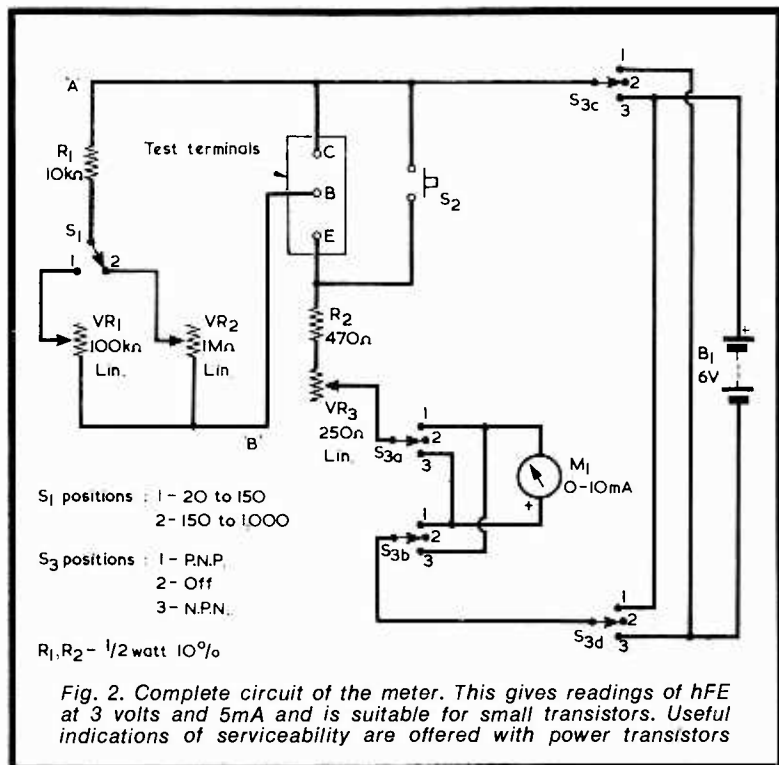 'A'
R1
10kΩ
S1
1
2
VR1
100kΩ
Lin.
VR2
1MΩ
Lin.
'B'
Test terminals
C
B
E
S2
R2
470Ω
VR3
250Ω
Lin.
S3a
1
2
3
S3b
1
2
3
M1
0-10mA
+
S3c
1
2
3
S3d
1
2
3
B1
6V
+
S1 positions : 1 - 20 to 150
2 - 150 to 1,000
S3 positions : 1 - P.N.P.
2 - Off
3 - N.P.N.
R1,R2 - 1/2 watt 10%
Fig. 2. Complete circuit of the meter. This gives readings of hFE
at 3 volts and 5mA and is suitable for small transistors. Useful
indications of serviceability are offered with power transistors